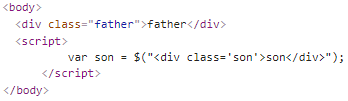 <body>
<div class="father">father</div>
<script>
var son = $("<div class='son'>son</div>");
</script>
</body>